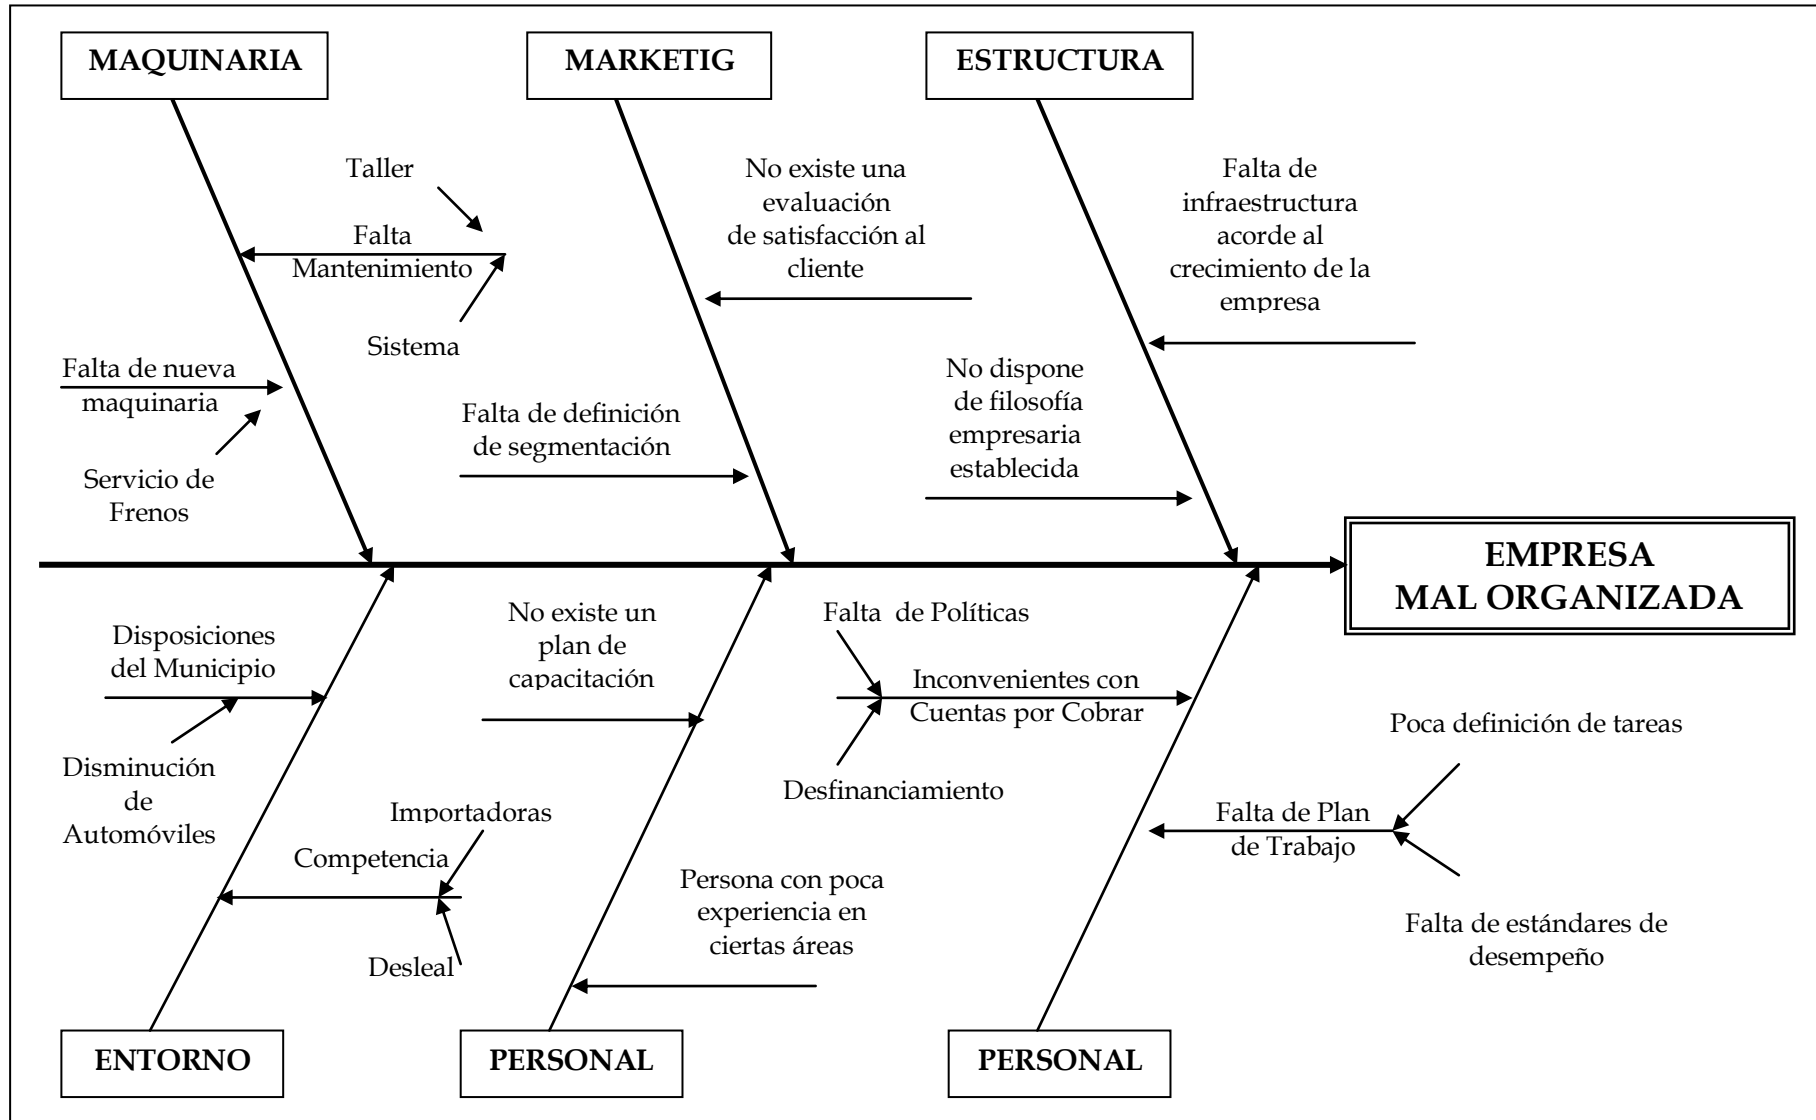 MAQUINARIA
MARKETIG
ESTRUCTURA
Taller
Falta
Mantenimiento
Sistema
Falta de nueva
maquinaria
Servicio de
Frenos
No existe una
evaluación
de satisfacción al
cliente
Falta de definición
de segmentación
Falta de
infraestructura
acorde al
crecimiento de la
empresa
No dispone
de filosofía
empresaria
establecida
EMPRESA
MAL ORGANIZADA
Disposiciones
del Municipio
Disminución
de
Automóviles
Importadoras
Competencia
Desleal
No existe un
plan de
capacitación
Persona con poca
experiencia en
ciertas áreas
Falta  de Políticas
Inconvenientes con
Cuentas por Cobrar
Desfinanciamiento
Poca definición de tareas
Falta de Plan
de Trabajo
Falta de estándares de
desempeño
ENTORNO
PERSONAL
PERSONAL